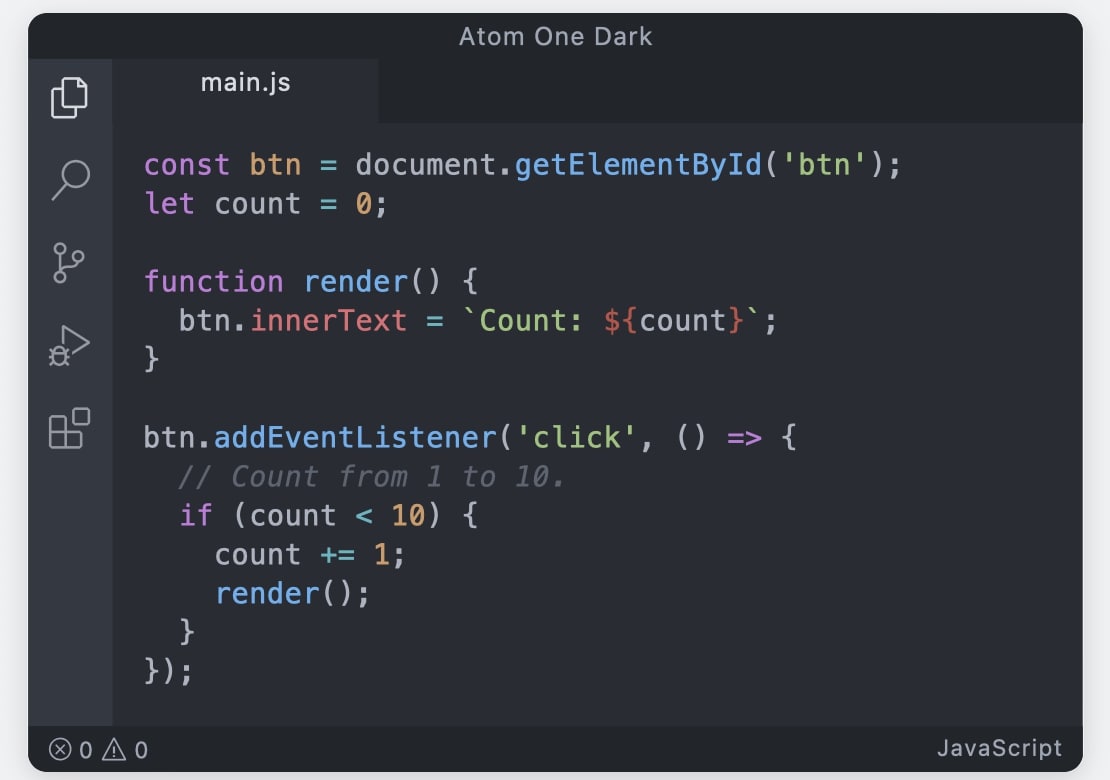 Atom One Dark
main.js
const btn = document.getElementById('btn');
let count = 0;
function render() {
  btn.innerText = `Count: ${count}`;
}
btn.addEventListener('click', () => {
  // Count from 1 to 10.
  if (count < 10) {
    count += 1;
    render();
  }
});
0 0
JavaScript